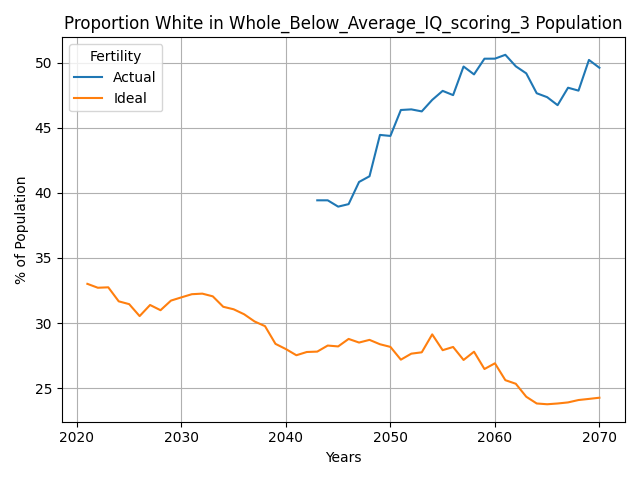 Proportion White in Whole_Below_Average_IQ_scoring_3 Population
Fertility
Actual
Ideal
% of Population
50
45
40
35
30
25
2020
2030
2040
2050
2060
2070
Years